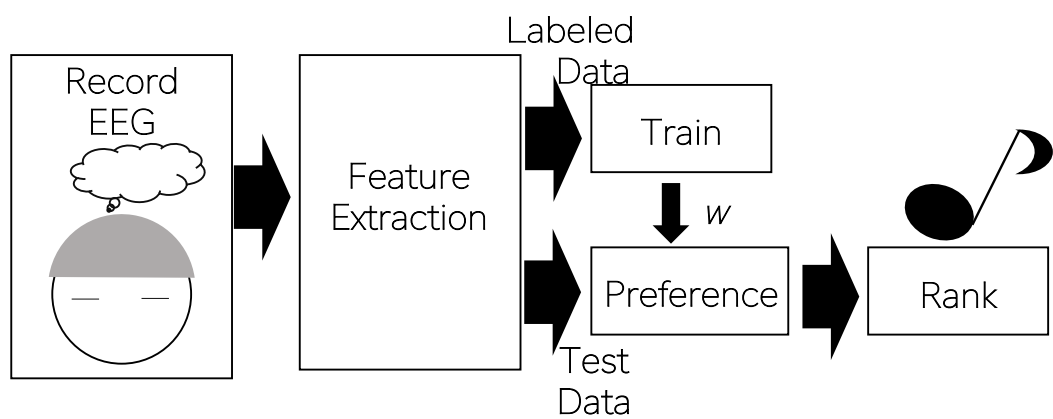 Record
EEG
Feature
Extraction
Labeled
Data
Train
w
Preference
Test
Data
Rank